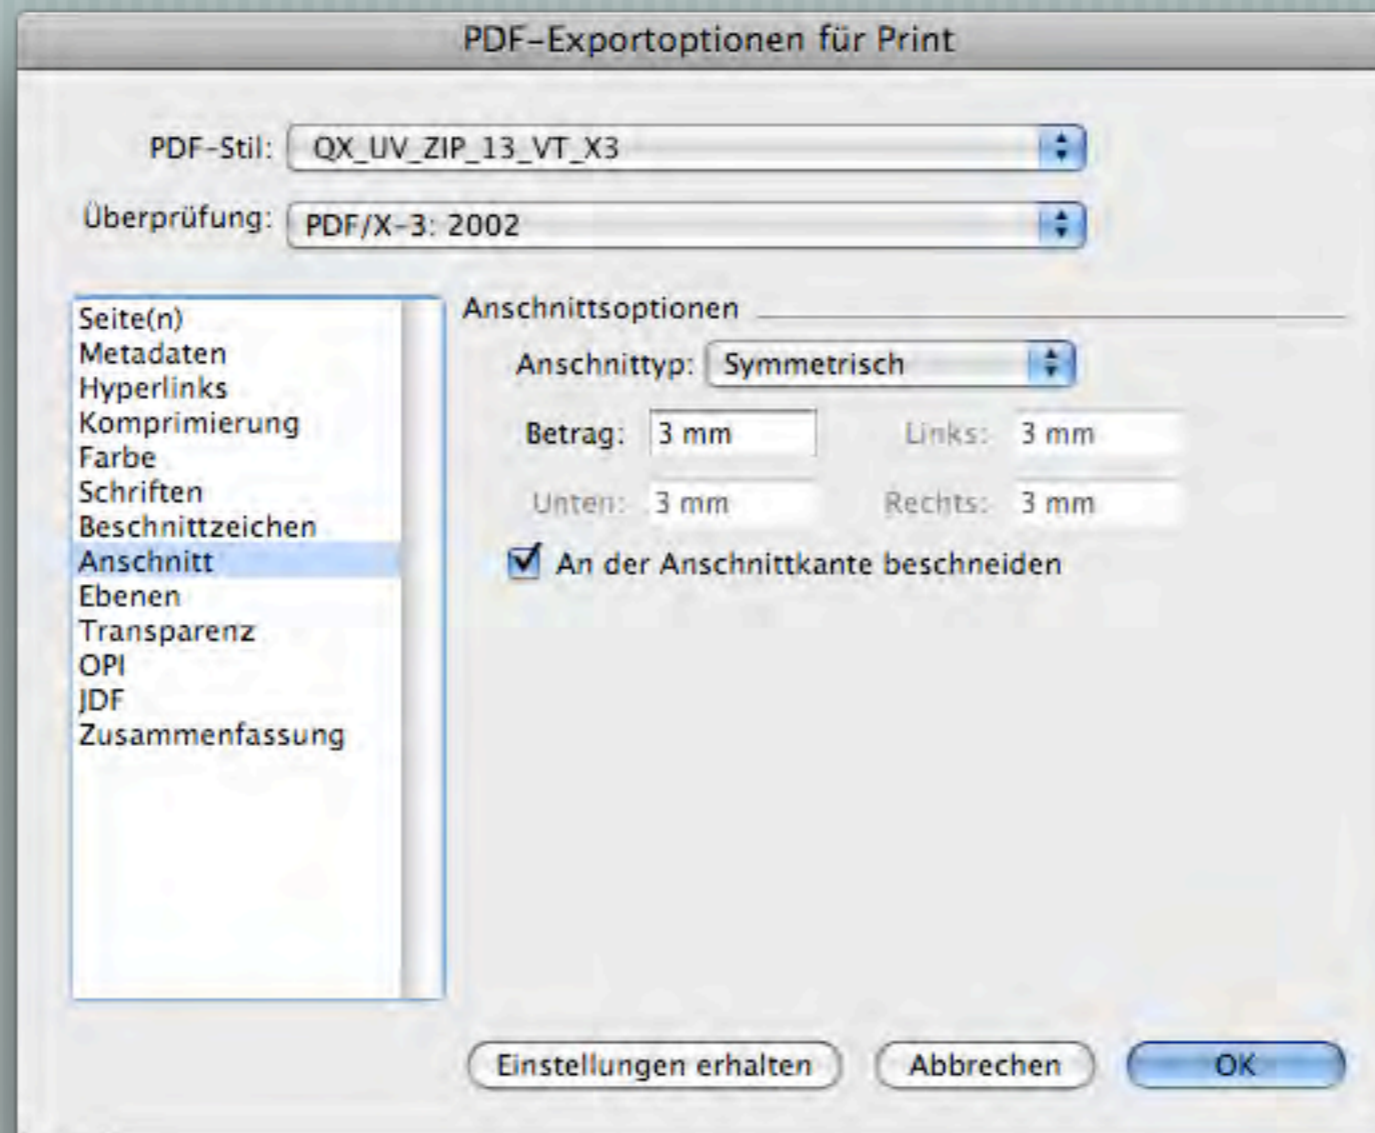 PDF-Exportoptionen für Print
PDF-Stil: QX_UV_ZIP_13_VT_X3
Überprüfung: PDF/X-3: 2002
Seite(n)
Metadaten
Hyperlinks
Komprimierung
Farbe
Schriften
Beschnittzeichen
Anschnitt
Ebenen
Transparenz
OPI
JDF
Zusammenfassung
Anschnittsoptionen
Anschnittyp: Symmetrisch
Betrag: 3 mm Links: 3 mm
Unten: 3 mm Rechts: 3 mm
An der Anschnittkante beschneiden
Einstellungen erhalten Abbrechen OK